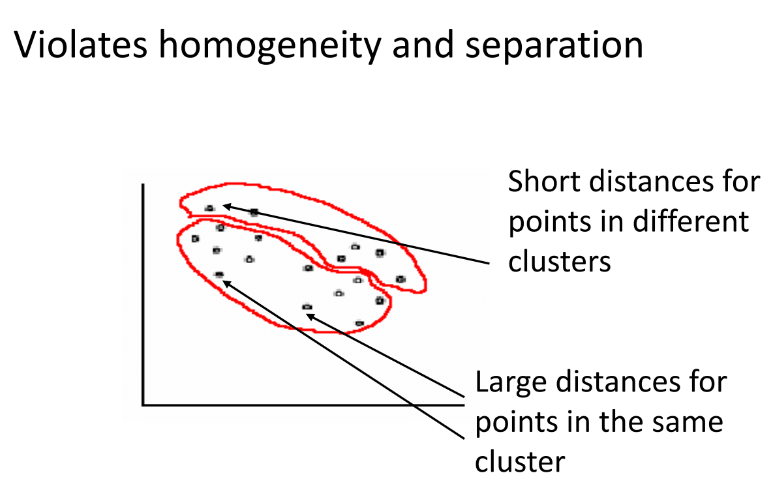 Violates homogeneity and separation
Short distances for
points in different
clusters
Large distances for
points in the same
cluster